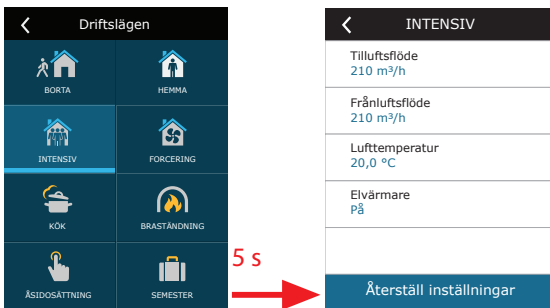 Driftslägen
BORTA
HEMMA
INTENSIV
FORCERING
KÖK
BRASTÄNDNING
ÅSIDOSÄTTNING
SEMESTER
5 s
INTENSIV
Tilluftsflöde
210 m³/h
Frånluftsflöde
210 m³/h
Lufttemperatur
20,0 °C
Elvärmare
På
Återställ inställningar